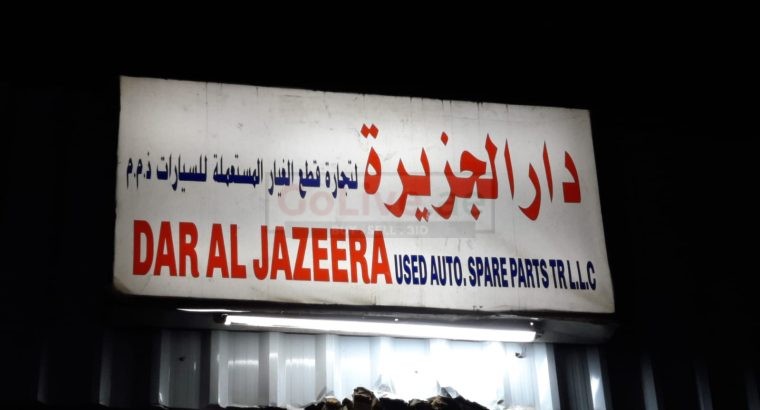 دار الجزيرة لتجارة قطع الغيار المستعملة للسيارات ذ.م.م
DAR AL JAZEERA USED AUTO. SPARE PARTS TR L.L.C